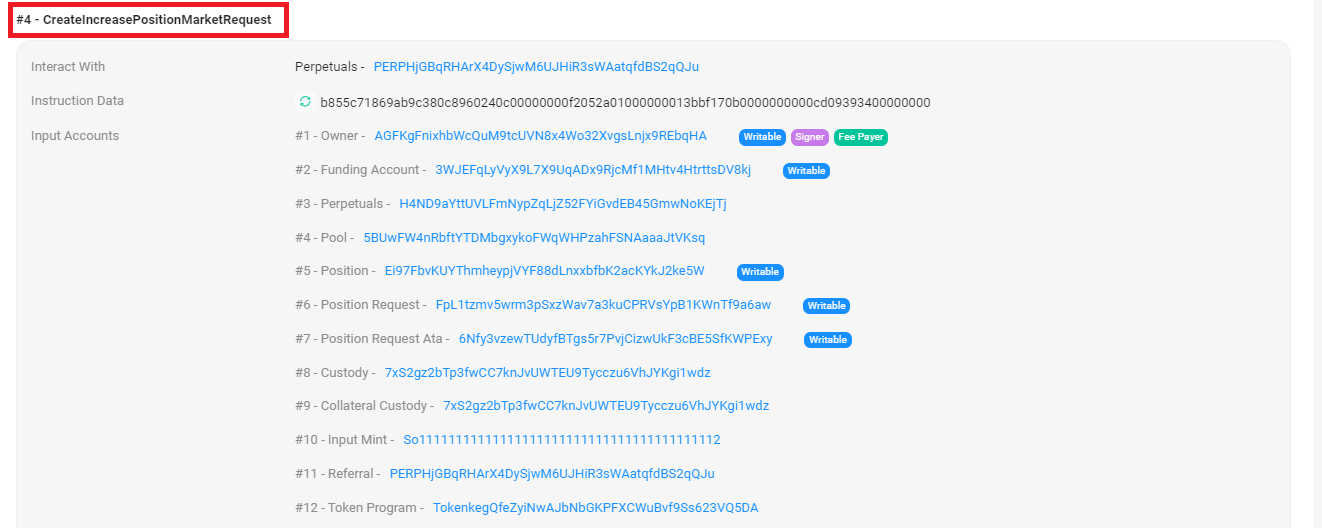 #4 - CreateIncreasePositionMarketRequest
Interact With Perpetuals - PERPHjGBqRHArX4DySjwM6UJHiR3sWAatqfdBS2qQJu
Instruction Data b855c71869ab9c380c8960240c00000000f2052a01000000013bbf170b0000000000cd09393400000000
Input Accounts #1 - Owner - AGFKgFnixhbWcQuM9tcUVN8x4Wo32XvgsLnjx9REbqHA Writable Signer Fee Payer
#2 - Funding Account - 3WJEFqLyVyX9L7X9UqADx9RjcMf1MHtv4HtrttsDV8kj Writable
#3 - Perpetuals - H4ND9aYttUVLFmNypZqLjZ52FYiGvdEB45GmwNoKEjTj
#4 - Pool - 5BUwFW4nRbftYTDMbgxykoFWqWHPzahFSNAaaaJtVKsq
#5 - Position - Ei97FbvKUYThmheypjVYF88dLnxxbfbK2acKYkJ2ke5W Writable
#6 - Position Request - FpL1tzmv5wrm3pSxzWav7a3kuCPRVsYpB1KWnTf9a6aw Writable
#7 - Position Request Ata - 6Nfy3vzewTUdyfBTgs5r7PvjCizwUkF3cBE5SfKWPExy Writable
#8 - Custody - 7xS2gz2bTp3fwCC7knJvUWTEU9Tycczu6VhJYKgi1wdz
#9 - Collateral Custody - 7xS2gz2bTp3fwCC7knJvUWTEU9Tycczu6VhJYKgi1wdz
#10 - Input Mint - So11111111111111111111111111111111111111112
#11 - Referral - PERPHjGBqRHArX4DySjwM6UJHiR3sWAatqfdBS2qQJu
#12 - Token Program - TokenkegQfeZyiNwAJbNbGKPFXCWuBvf9Ss623VQ5DA